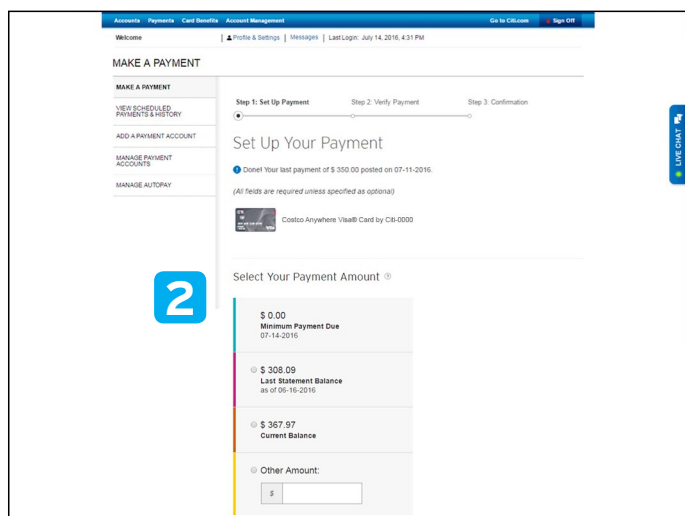 Accounts Payments Card Benefits Account Management Go to Citi.com Sign Off
Welcome Profile & Settings Messages Last Login: July 14, 2016, 4:31 PM
MAKE A PAYMENT
MAKE A PAYMENT
VIEW SCHEDULED
PAYMENTS & HISTORY
ADD A PAYMENT ACCOUNT
MANAGE PAYMENT
ACCOUNTS
MANAGE AUTOPAY
Step 1: Set Up Payment Step 2: Verify Payment Step 3: Confirmation
Set Up Your Payment
Done! Your last payment of $ 350.00 posted on 07-11-2016.
(All fields are required unless specified as optional)
Costco Anywhere Visa® Card by Citi-0000
2
Select Your Payment Amount ?
$ 0.00
Minimum Payment Due
07-14-2016
$ 308.09
Last Statement Balance
as of 06-16-2016
$ 367.97
Current Balance
Other Amount:
$
LIVE CHAT